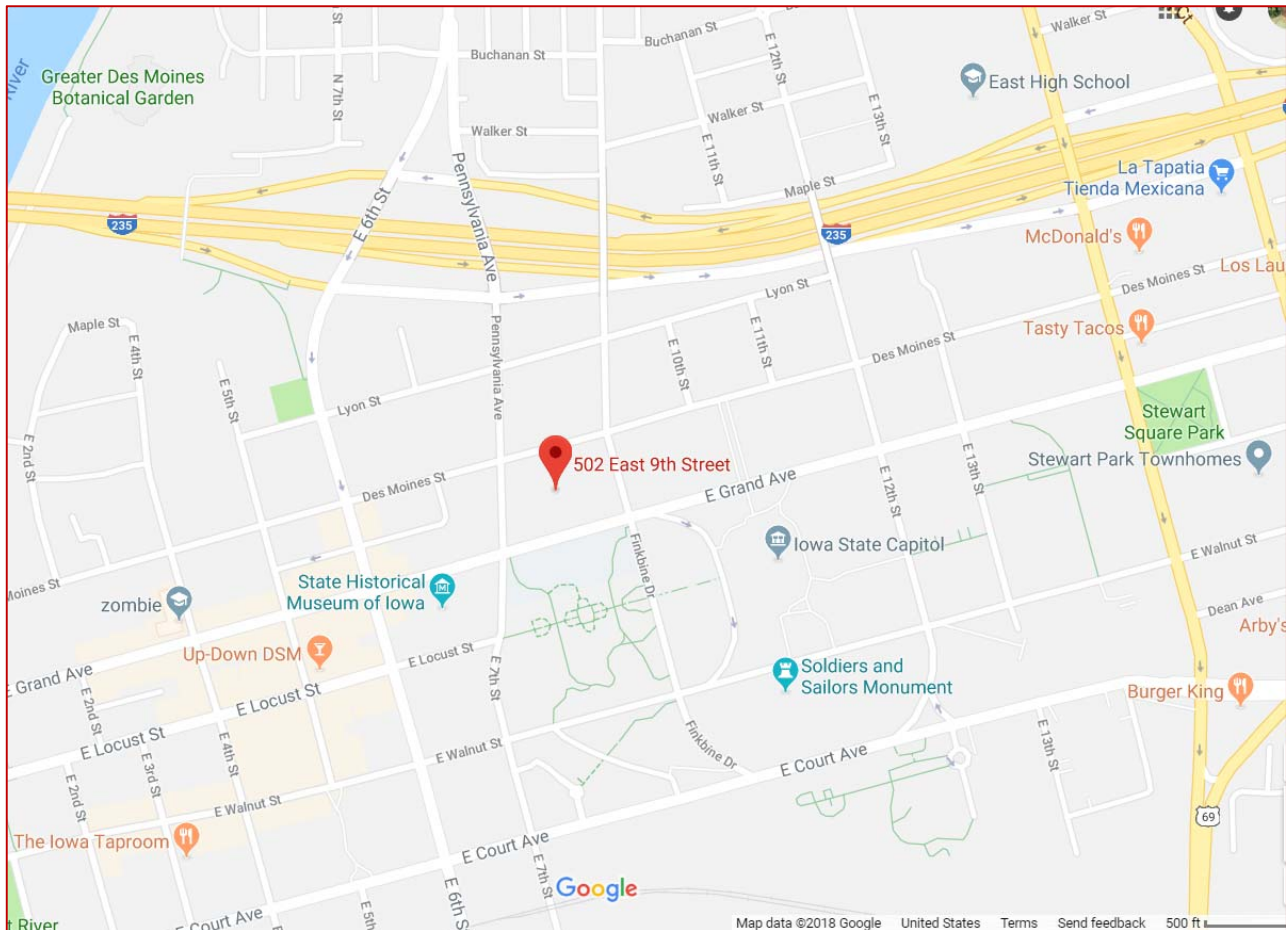 Walker St
Ct
Buchanan St
Buchanan St
E 12th St
River
Greater Des Moines
Botanical Garden
N 7th St
East High School
E 13th St
Walker St
Walker St
E 11th St
Pennsylvania Ave
La Tapatia
Tienda Mexicana
Maple St
E 6th St
235
235
McDonald's
Los Lau
Des Moines St
Lyon St
Maple St
E 4th St
Pennsylvania Ave
E 11th St
Tasty Tacos
E 10th St
Des Moines St
E 5th St
Lyon St
Stewart
Square Park
E 2nd St
502 East 9th Street
Stewart Park Townhomes
E 13th St
Des Moines St
E Grand Ave
E 12th St
Iowa State Capitol
Finkbine Dr
E Walnut St
State Historical
Museum of Iowa
Moines St
zombie
Dean Ave
Arby's
Up-Down DSM
E Locust St
E Grand Ave
E 7th St
Soldiers and
Sailors Monument
Burger King
E 2nd St
E Locust St
Finkbine Dr
E 13th St
E Walnut St
E 4th St
E Court Ave
E 3rd St
E 2nd St
E Walnut St
69
The Iowa Taproom
E Court Ave
E 7th St
Google
E 6th S
E 5th
E Court Ave
t River
Map data ©2018 Google United States Terms Send feedback 500 ft